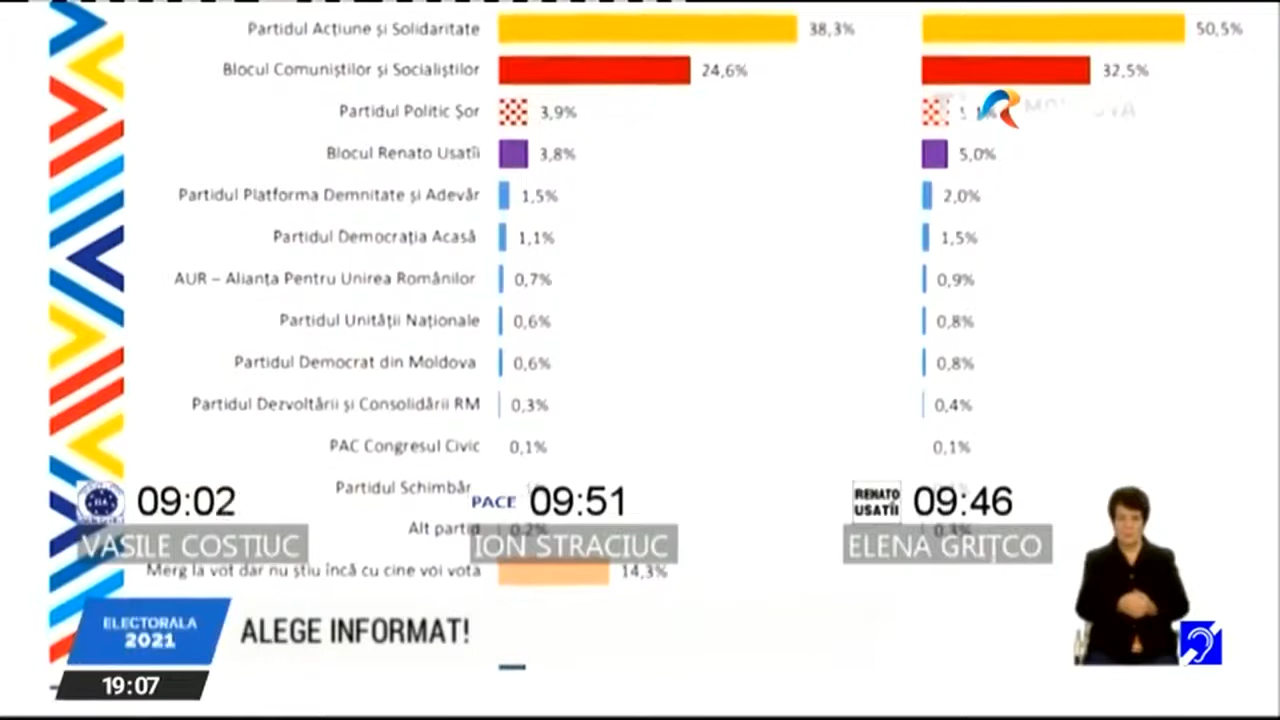 Partidul Acțiune și Solidaritate 38,3% 50,5%
Blocul Comuniștilor și Socialiștilor 24,6% 32,5%
Partidul Politic Șor 3,9%
Blocul Renato Usatîi 3,8% 5,0%
Partidul Platforma Demnitate și Adevăr 1,5% 2,0%
Partidul Democrația Acasă 1,1% 1,5%
AUR – Alianța Pentru Unirea Românilor 0,7% 0,9%
Partidul Unității Naționale 0,6% 0,8%
Partidul Democrat din Moldova 0,6% 0,8%
Partidul Dezvoltării și Consolidării RM 0,3% 0,4%
PAC Congresul Civic 0,1% 0,1%
Partidul Schimbăr
09:02 PACE 09:51 RENATO USATÎI 09:46
Alt partid 0,2% 0,3%
VASILE COSTIUC ION STRACIUC ELENA GRIȚCO
Merg la vot dar nu știu încă cu cine voi vota 14,3%
ELECTORALA
2021
ALEGE INFORMAT!
19:07